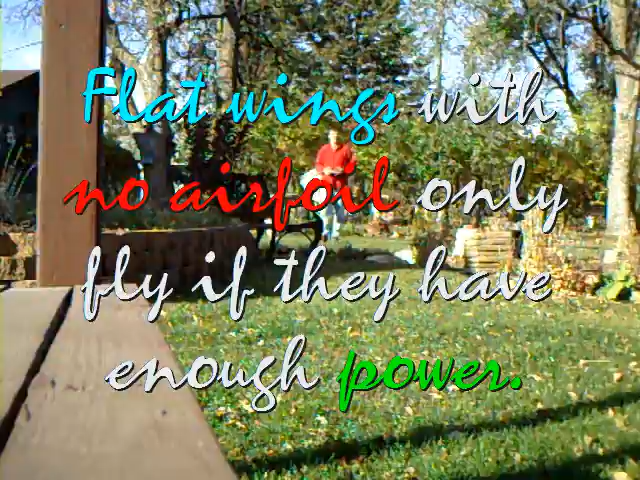 Flat wings with
no airfoil only
fly if they have
enough power.